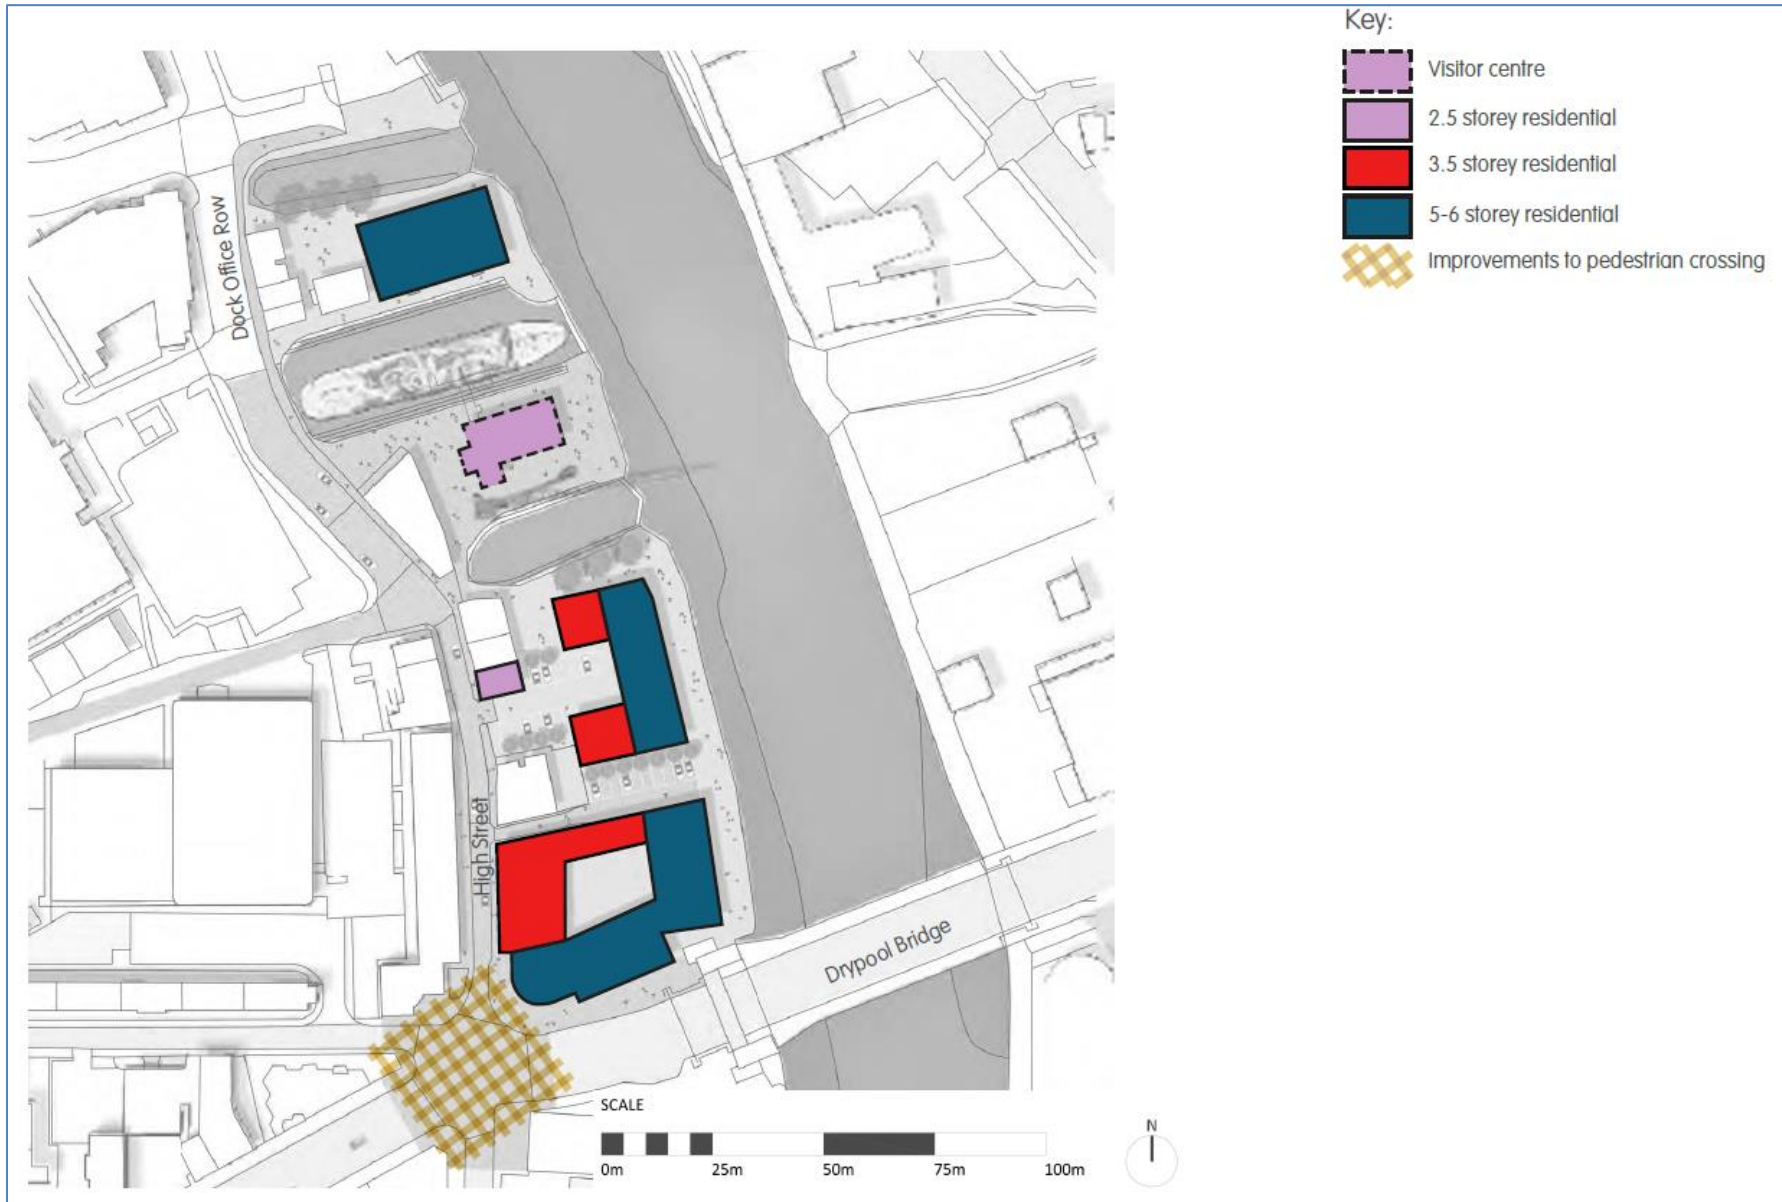 Key:
Visitor centre
2.5 storey residential
3.5 storey residential
5-6 storey residential
Improvements to pedestrian crossing
Dock Office Row
High Street
Drypool Bridge
SCALE
0m 25m 50m 75m 100m
N